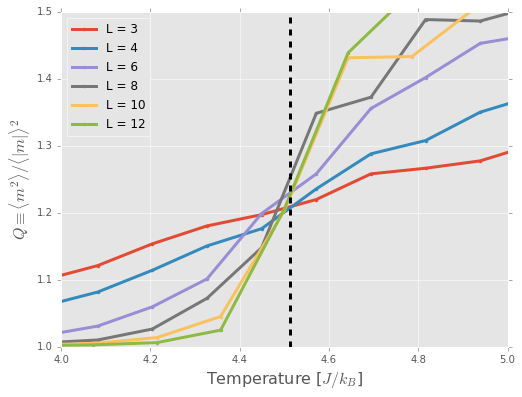 1.5
1.4
1.3
1.2
1.1
1.0
Q ≡ ⟨m²⟩/⟨|m|⟩²
L = 3
L = 4
L = 6
L = 8
L = 10
L = 12
4.0 4.2 4.4 4.6 4.8 5.0
Temperature [J/k_B]